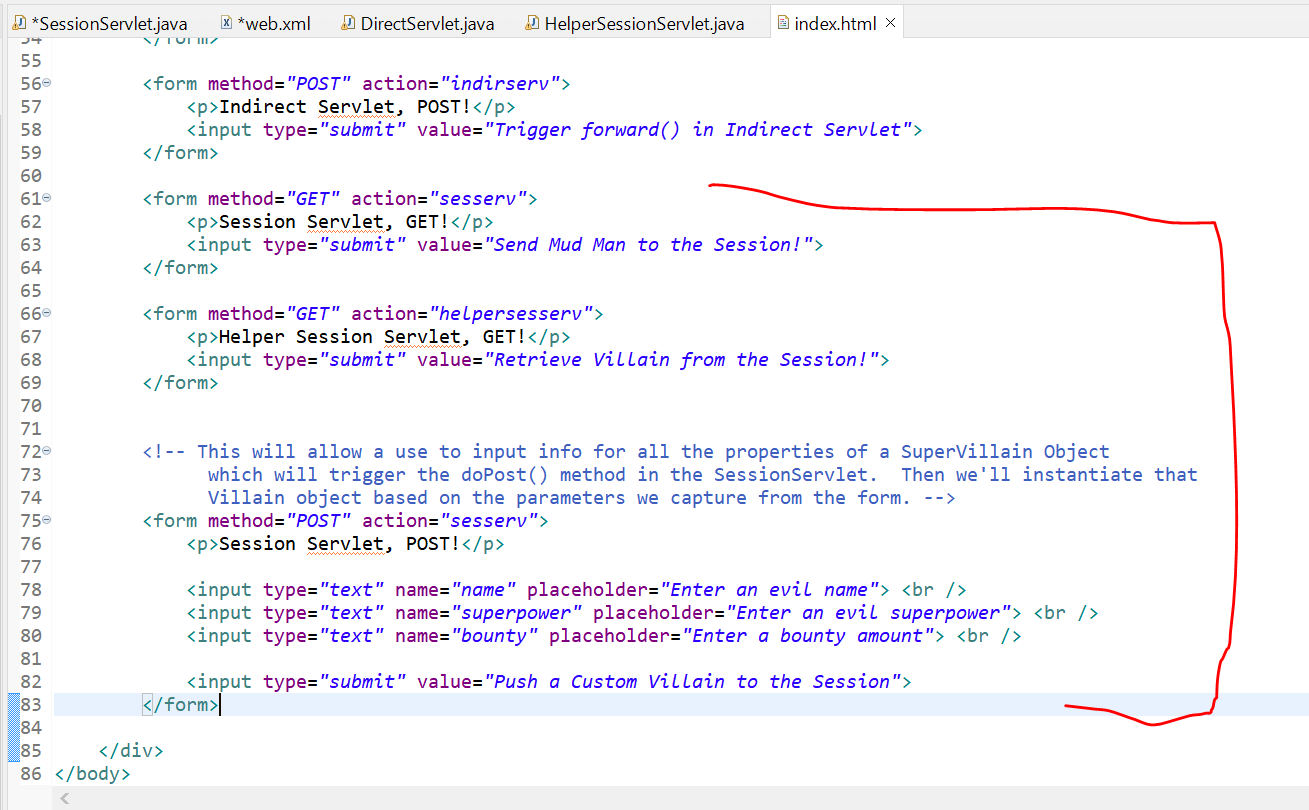 *SessionServlet.java *web.xml DirectServlet.java HelperSessionServlet.java index.html
54 </form>
55
56 <form method="POST" action="indirserv">
57 <p>Indirect Servlet, POST!</p>
58 <input type="submit" value="Trigger forward() in Indirect Servlet">
59 </form>
60
61 <form method="GET" action="sesserv">
62 <p>Session Servlet, GET!</p>
63 <input type="submit" value="Send Mud Man to the Session!">
64 </form>
65
66 <form method="GET" action="helpersesserv">
67 <p>Helper Session Servlet, GET!</p>
68 <input type="submit" value="Retrieve Villain from the Session!">
69 </form>
70
71
72 <!-- This will allow a use to input info for all the properties of a SuperVillain Object
73 which will trigger the doPost() method in the SessionServlet.  Then we'll instantiate that
74 Villain object based on the parameters we capture from the form. -->
75 <form method="POST" action="sesserv">
76 <p>Session Servlet, POST!</p>
77
78 <input type="text" name="name" placeholder="Enter an evil name"> <br />
79 <input type="text" name="superpower" placeholder="Enter an evil superpower"> <br />
80 <input type="text" name="bounty" placeholder="Enter a bounty amount"> <br />
81
82 <input type="submit" value="Push a Custom Villain to the Session">
83 </form>
84
85 </div>
86 </body>